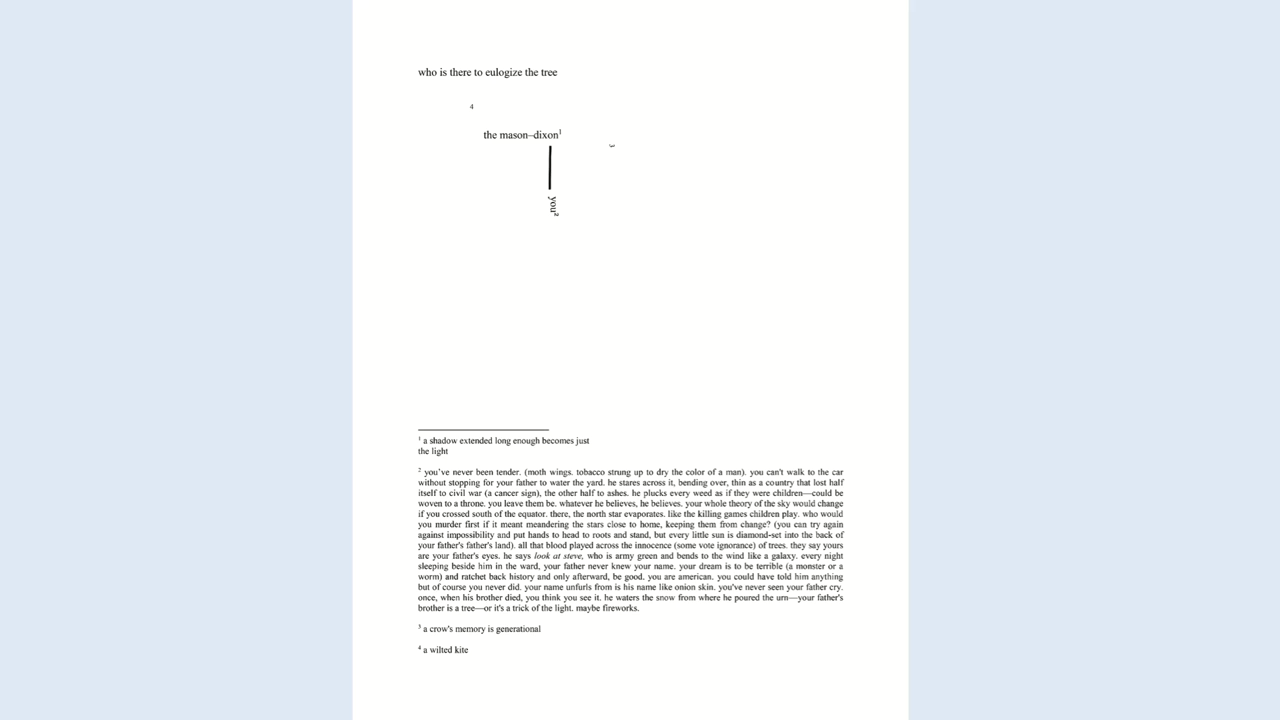 who is there to eulogize the tree
4
the mason–dixon1
3
you2
1 a shadow extended long enough becomes just
the light
2 you've never been tender. (moth wings. tobacco strung up to dry the color of a man). you can't walk to the car
without stopping for your father to water the yard. he stares across it, bending over, thin as a country that lost half
itself to civil war (a cancer sign), the other half to ashes. he plucks every weed as if they were children—could be
woven to a throne. you leave them be. whatever he believes, he believes. your whole theory of the sky would change
if you crossed south of the equator. there, the north star evaporates. like the killing games children play. who would
you murder first if it meant meandering the stars close to home, keeping them from change? (you can try again
against impossibility and put hands to head to roots and stand, but every little sun is diamond-set into the back of
your father's father's land). all that blood played across the innocence (some vote ignorance) of trees. they say yours
are your father's eyes. he says look at steve, who is army green and bends to the wind like a galaxy. every night
sleeping beside him in the ward, your father never knew your name. your dream is to be terrible (a monster or a
worm) and ratchet back history and only afterward, be good. you are american. you could have told him anything
but of course you never did. your name unfurls from is his name like onion skin. you've never seen your father cry.
once, when his brother died, you think you see it. he waters the snow from where he poured the urn—your father's
brother is a tree—or it's a trick of the light. maybe fireworks.
3 a crow's memory is generational
4 a wilted kite